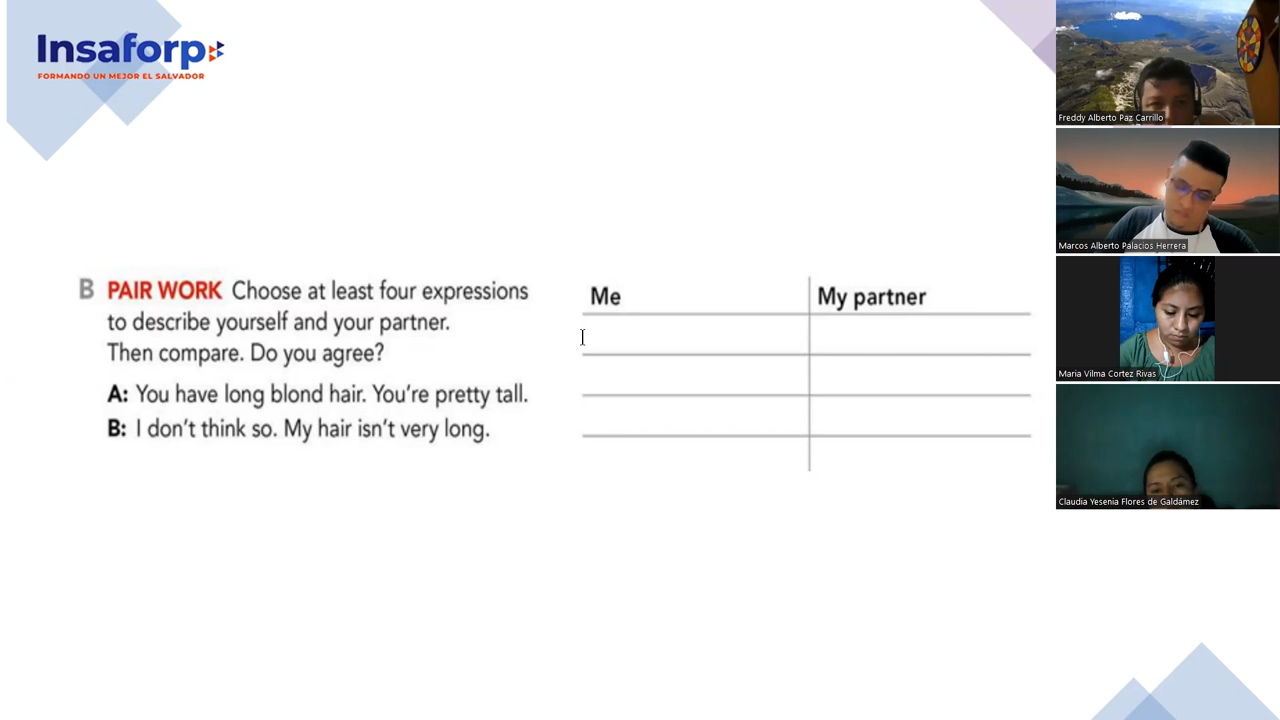 Insaforp
FORMANDO UN MEJOR EL SALVADOR
B PAIR WORK Choose at least four expressions
to describe yourself and your partner.
Then compare. Do you agree?
A: You have long blond hair. You're pretty tall.
B: I don't think so. My hair isn't very long.
Me
My partner
Freddy Alberto Paz Carrillo
Marcos Alberto Palacios Herrera
Maria Vilma Cortez Rivas
Claudia Yesenia Flores de Galdámez